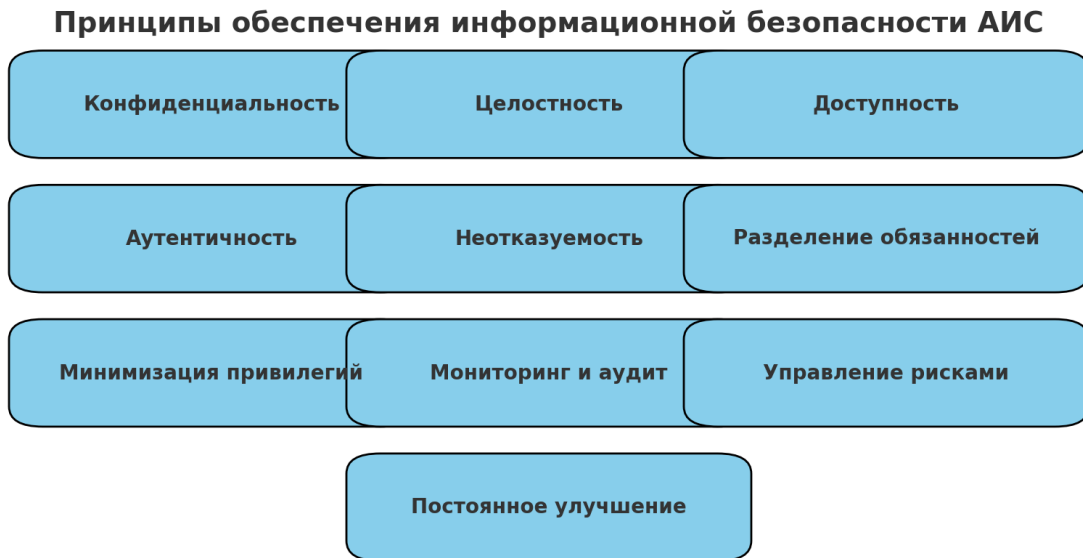 Принципы обеспечения информационной безопасности АИС
Конфиденциальность
Целостность
Доступность
Аутентичность
Неотказуемость
Разделение обязанностей
Минимизация привилегий
Мониторинг и аудит
Управление рисками
Постоянное улучшение